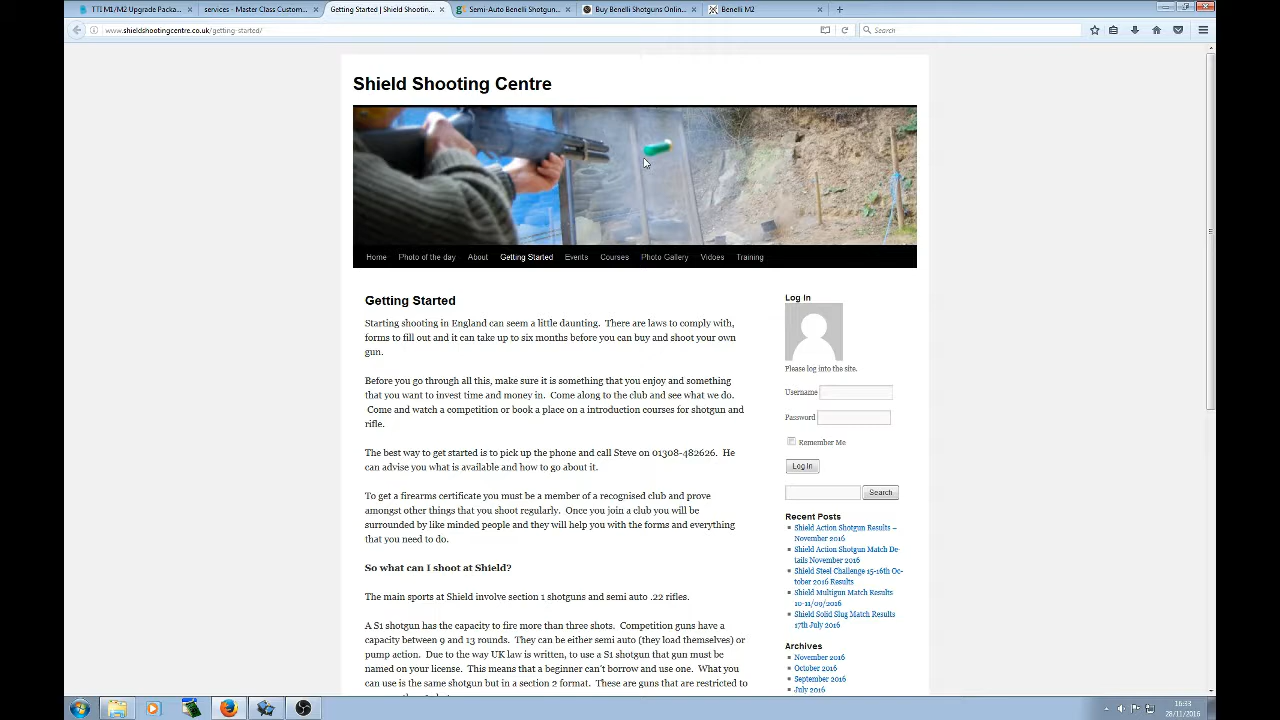 TTI M1/M2 Upgrade Packa...
services - Master Class Custom...
Getting Started | Shield Shootin...
Semi-Auto Benelli Shotgun...
Buy Benelli Shotguns Online...
Benelli M2
www.shieldshootingcentre.co.uk/getting-started/
Search
Shield Shooting Centre
Home Photo of the day About Getting Started Events Courses Photo Gallery Vidoes Training
Getting Started
Starting shooting in England can seem a little daunting. There are laws to comply with,
forms to fill out and it can take up to six months before you can buy and shoot your own
gun.
Before you go through all this, make sure it is something that you enjoy and something
that you want to invest time and money in. Come along to the club and see what we do.
Come and watch a competition or book a place on a introduction courses for shotgun and
rifle.
The best way to get started is to pick up the phone and call Steve on 01308-482626. He
can advise you what is available and how to go about it.
To get a firearms certificate you must be a member of a recognised club and prove
amongst other things that you shoot regularly. Once you join a club you will be
surrounded by like minded people and they will help you with the forms and everything
that you need to do.
So what can I shoot at Shield?
The main sports at Shield involve section 1 shotguns and semi auto .22 rifles.
A S1 shotgun has the capacity to fire more than three shots. Competition guns have a
capacity between 9 and 13 rounds. They can be either semi auto (they load themselves) or
pump action. Due to the way UK law is written, to use a S1 shotgun that gun must be
named on your license. This means that a beginner can't borrow and use one. What you
can use is the same shotgun but in a section 2 format. These are guns that are restricted to
Log In
Please log into the site.
Username
Password
Remember Me
Log In
Search
Recent Posts
Shield Action Shotgun Results –
November 2016
Shield Action Shotgun Match De-
tails November 2016
Shield Steel Challenge 15-16th Oc-
tober 2016 Results
Shield Multigun Match Results
10-11/09/2016
Shield Solid Slug Match Results
17th July 2016
Archives
November 2016
October 2016
September 2016
July 2016
16:33
28/11/2016